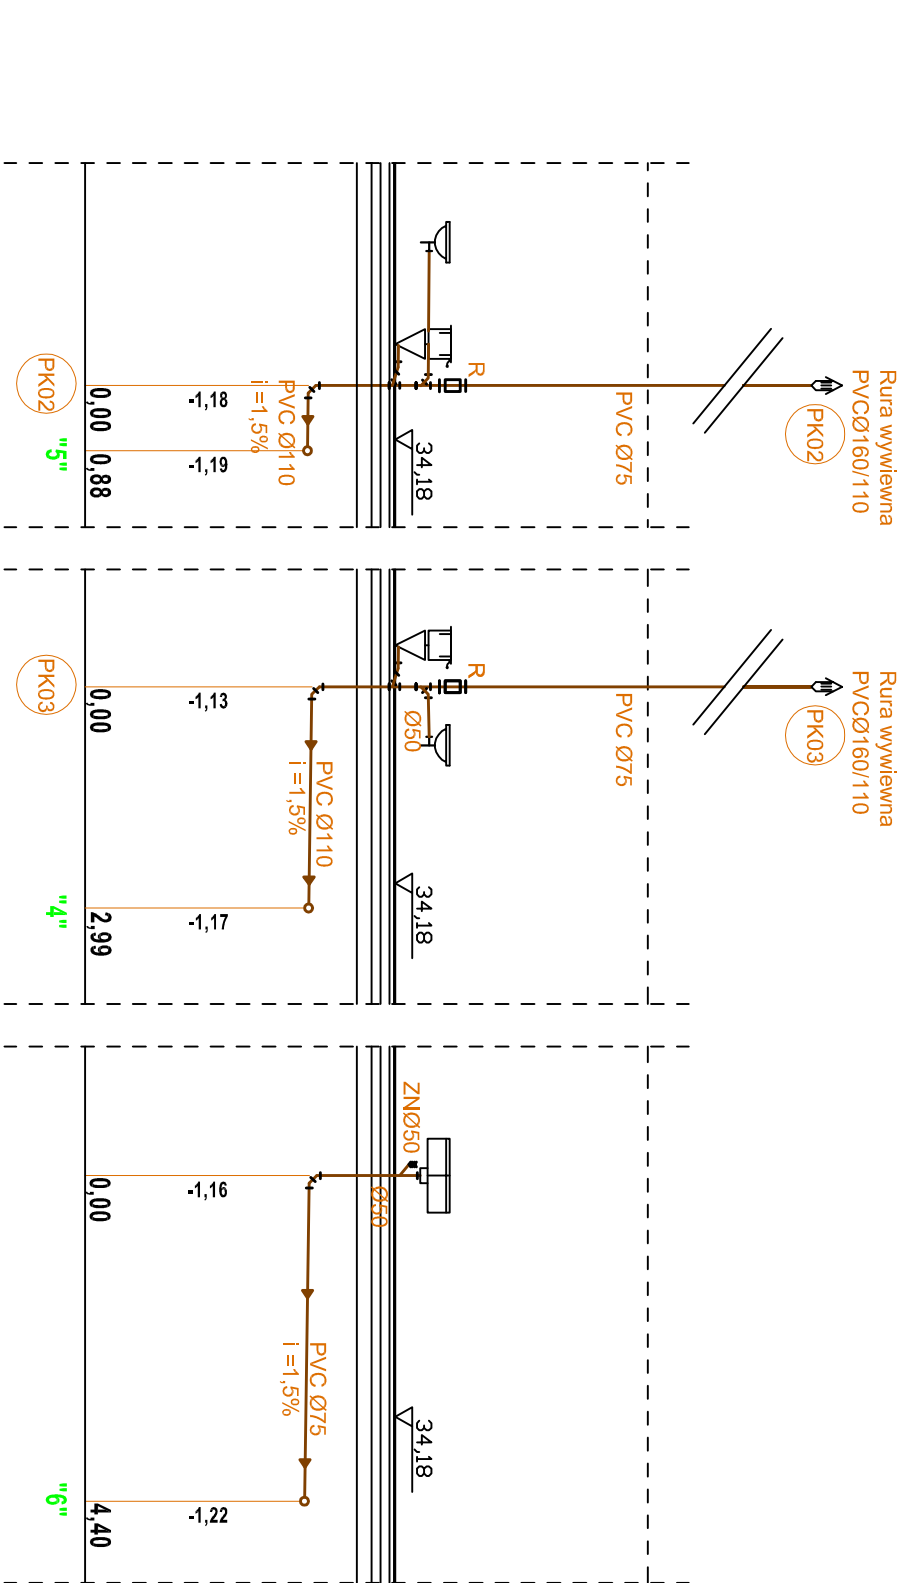 Rura wywiewna
PVCØ160/110
PK02
PVC Ø75
R
34,18
PVC Ø110
i=1,5%
-1,18
-1,19
0,00
0,88
PK02
"5"
Rura wywiewna
PVCØ160/110
PK03
PVC Ø75
R
Ø50
34,18
PVC Ø110
i=1,5%
-1,13
-1,17
0,00
2,99
PK03
"4"
ZNØ50
Ø50
34,18
PVC Ø75
i=1,5%
-1,16
-1,22
0,00
4,40
"6"